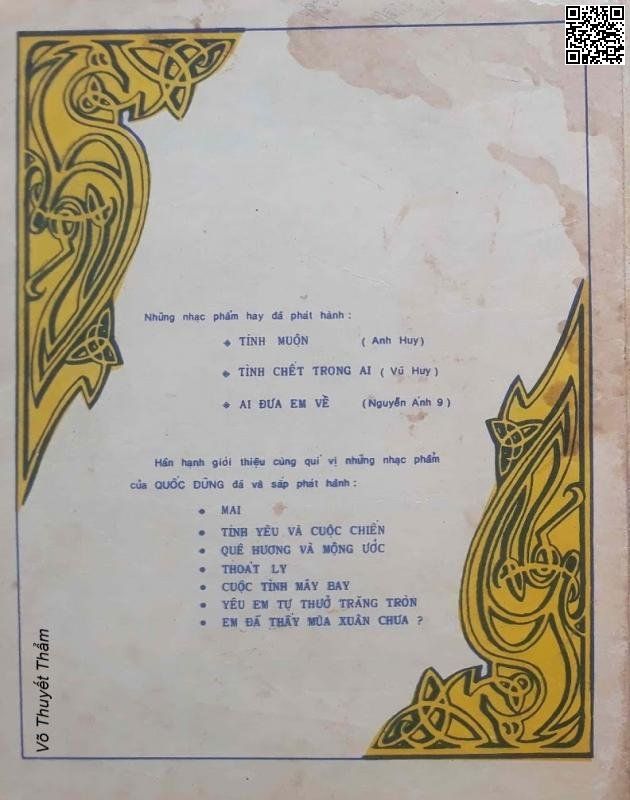 Những nhạc phẩm hay đã phát hành :
TÌNH MUỘN ( Anh Huy)
TÌNH CHẾT TRONG AI ( Vũ Huy )
AI ĐƯA EM VỀ (Nguyễn Ánh 9 )
Hân hạnh giới thiệu cùng quí vị những nhạc phẩm
của QUỐC DŨNG đã và sắp phát hành :
MAI
TÌNH YÊU VÀ CUỘC CHIẾN
QUÊ HƯƠNG VÀ MỘNG ƯỚC
THOÁT LY
CUỘC TÌNH MÂY BAY
YÊU EM TỰ THUỞ TRĂNG TRÒN
EM ĐÃ THẤY MÙA XUÂN CHƯA ?
Võ Thuyết Thẩm